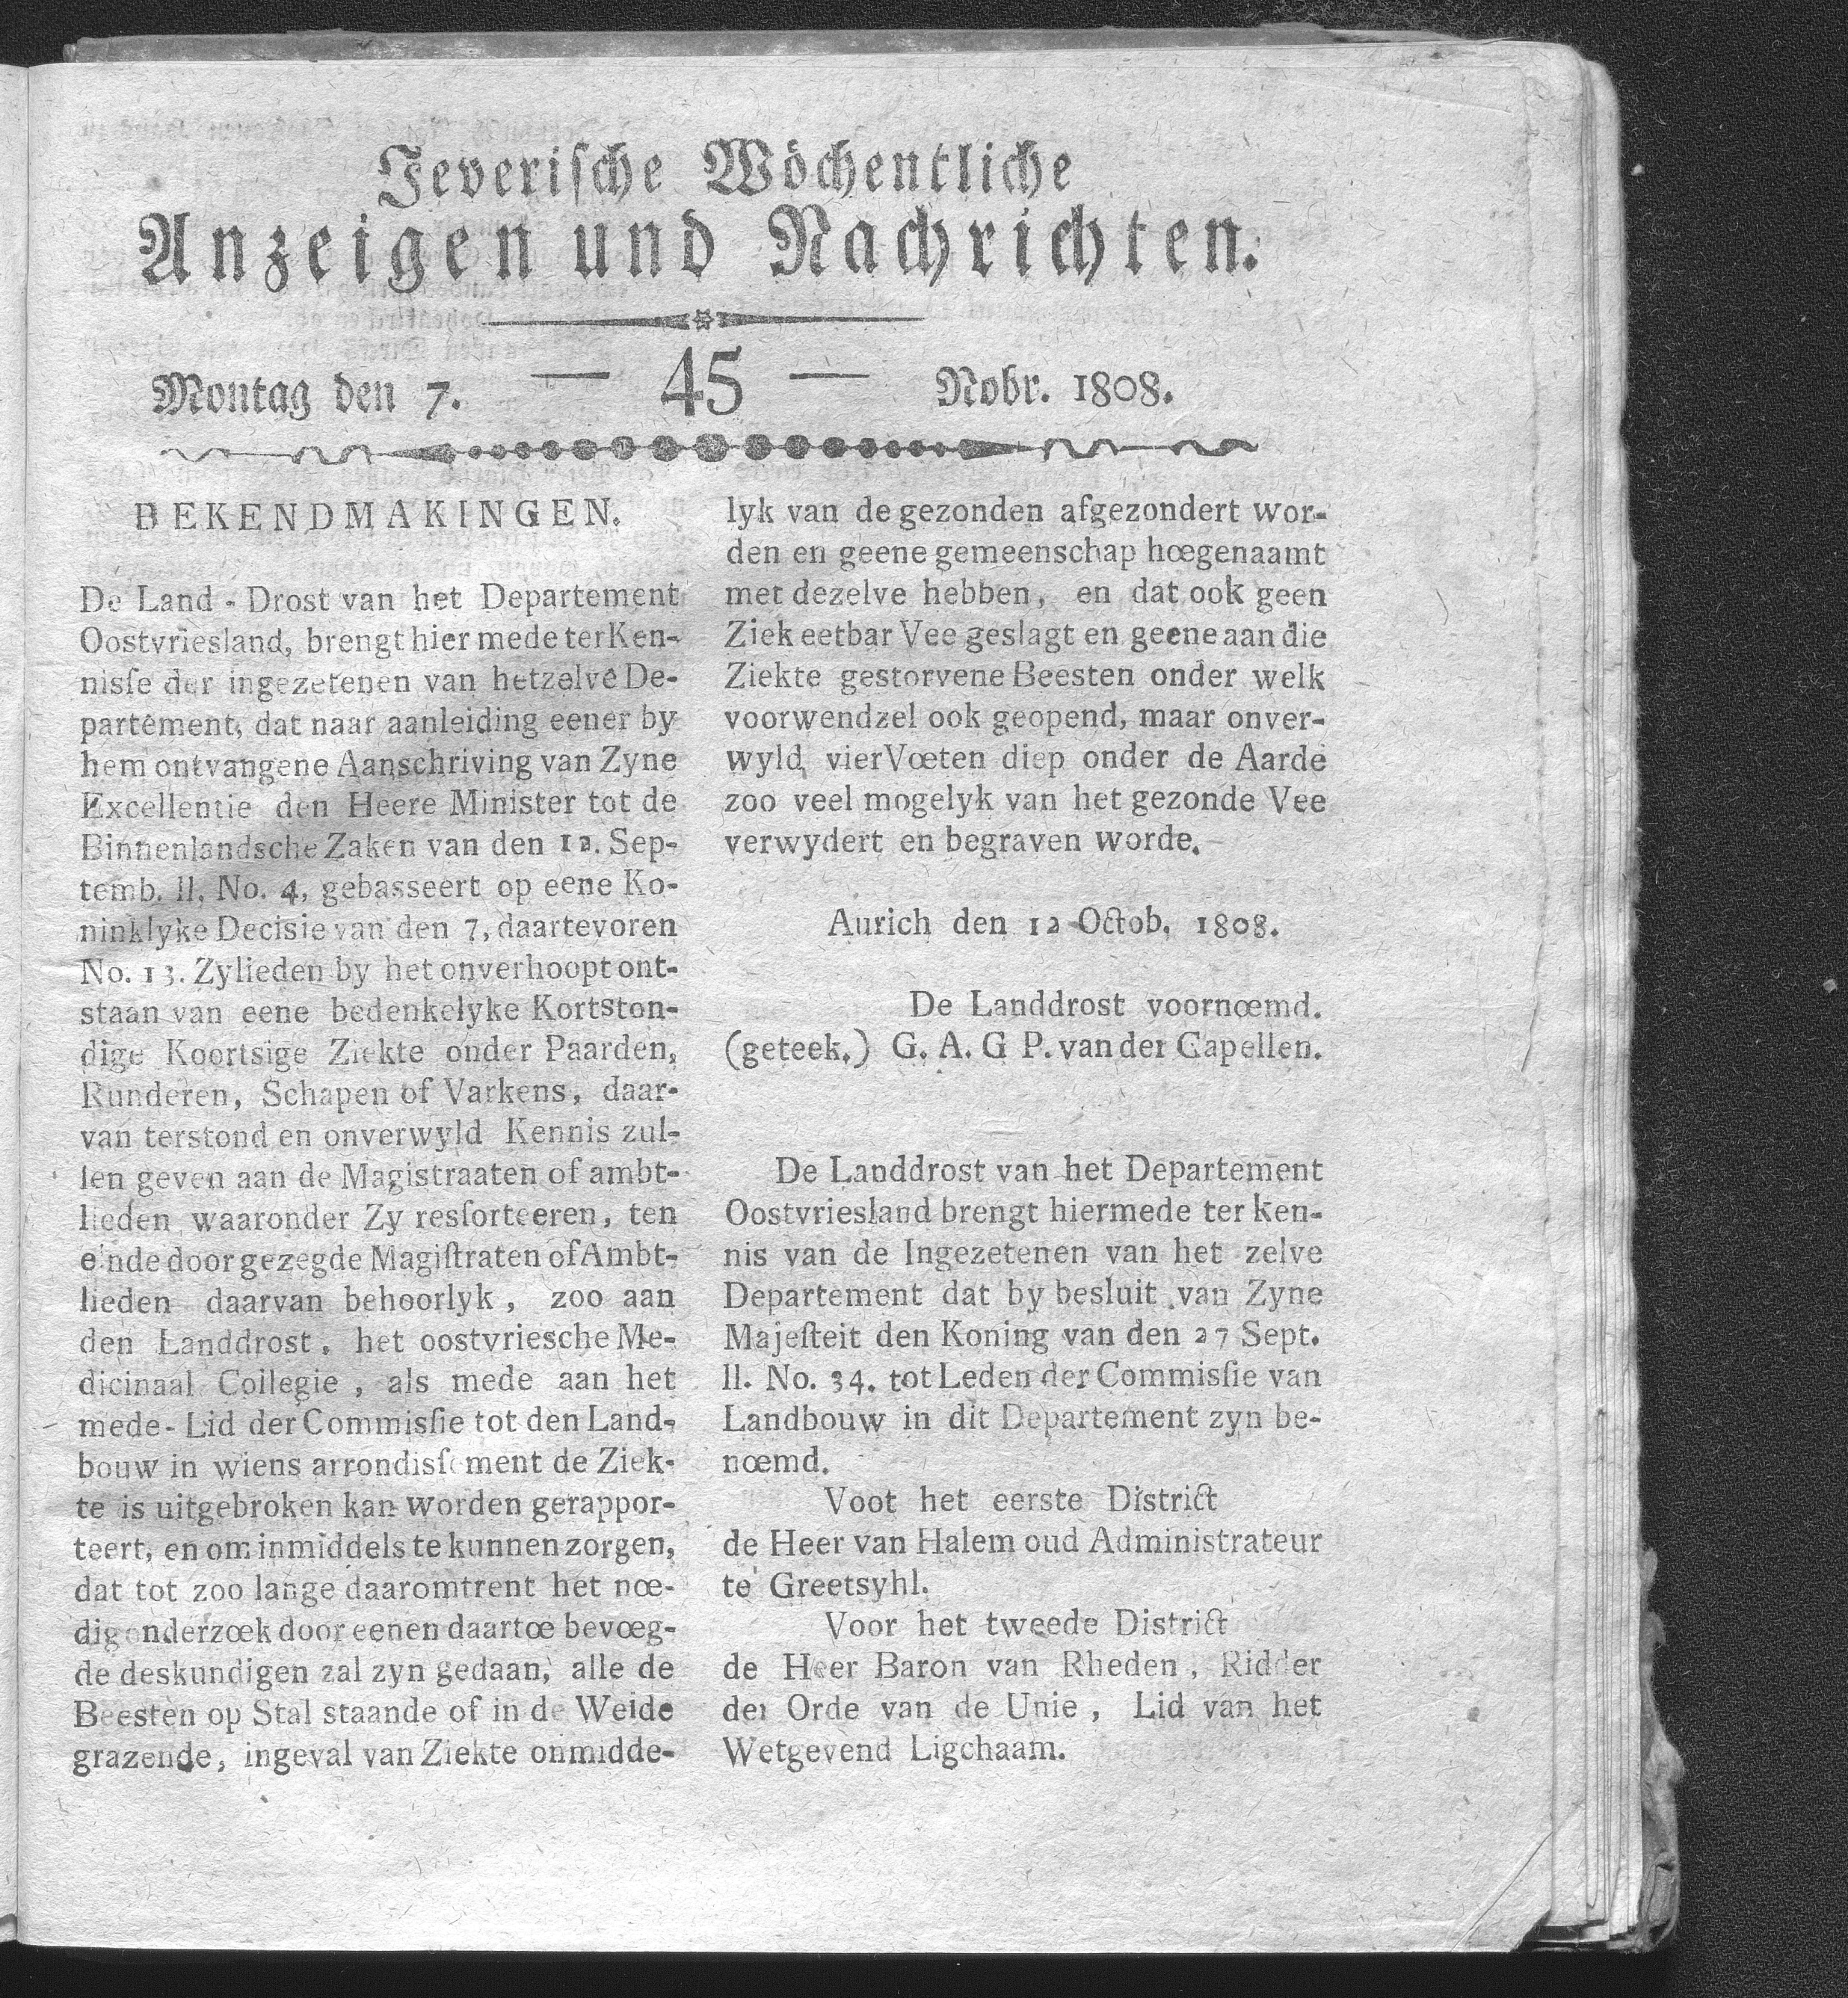 Jeverische Wöchentliche
Anzeigen und Nachrichten.
Montag den 7. — 45 — Nobr. 1808.
BEKENDMAKINGEN.
De Land - Drost van het Departement
Oostvriesland, brengt hier mede ter Ken-
nisſe der ingezetenen van hetzelve De-
partement, dat naar aanleiding eener by
hem ontvangene Aanschriving van Zyne
Excellentie den Heere Minister tot de
Binnenlandsche Zaken van den 12. Sep-
temb. ll. No. 4, gebasseert op eene Ko-
ninklyke Decisie van den 7, daartevoren
No. 13. Zylieden by het onverhoopt ont-
staan van eene bedenkelyke Kortston-
dige Koortsige Ziekte onder Paarden,
Runderen, Schapen of Varkens, daar-
van terstond en onverwyld Kennis zul-
len geven aan de Magistraaten of ambt-
lieden waaronder Zy resſorteeren, ten
einde door gezegde Magiſtraten of Ambt-
lieden daarvan behoorlyk, zoo aan
den Landdrost, het oostvriesche Me-
dicinaal Collegie, als mede aan het
mede-Lid der Commisſie tot den Land-
bouw in wiens arrondisſement de Ziek-
te is uitgebroken kan worden gerappor-
teert, en om inmiddels te kunnen zorgen,
dat tot zoo lange daaromtrent het nœ-
dig onderzœk door eenen daartœ bevœg-
de deskundigen zal zyn gedaan, alle de
Beesten op Stal staande of in de Weide
grazende, ingeval van Ziekte onmidde-
lyk van de gezonden afgezondert wor-
den en geene gemeenschap hœgenaamt
met dezelve hebben, en dat ook geen
Ziek eetbar Vee geslagt en geene aan die
Ziekte gestorvene Beesten onder welk
voorwendzel ook geopend, maar onver-
wyld vier Vœten diep onder de Aarde
zoo veel mogelyk van het gezonde Vee
verwydert en begraven worde.
Aurich den 12 Octob. 1808.
De Landdrost voornœmd.
(geteek.) G. A. G P. van der Capellen.
De Landdrost van het Departement
Oostvriesland brengt hiermede ter ken-
nis van de Ingezetenen van het zelve
Departement dat by besluit van Zyne
Majeſteit den Koning van den 27 Sept.
ll. No. 34. tot Leden der Commisſie van
Landbouw in dit Departement zyn be-
nœmd.
Voot het eerste District
de Heer van Halem oud Administrateur
te Greetsyhl.
Voor het tweede District
de Heer Baron van Rheden, Ridder
der Orde van de Unie, Lid van het
Wetgevend Ligchaam.